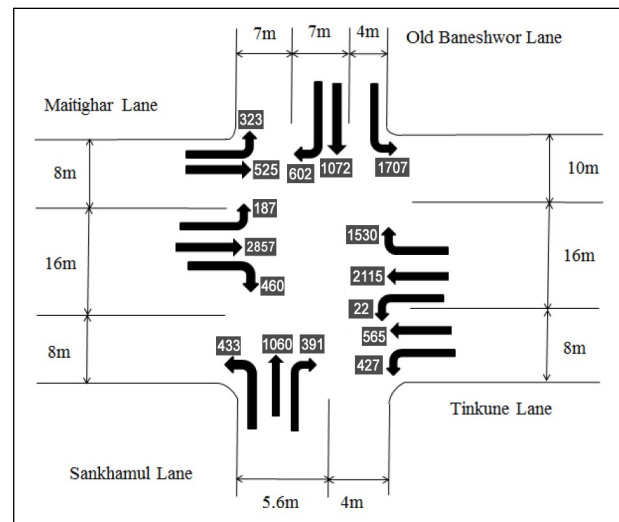 7m 7m 4m
Old Baneshwor Lane
Maitighar Lane
323
525
602 1072 1707
8m
10m
187
1530
2857
2115
16m
16m
460
22
565
433 1060 391
427
8m
8m
Tinkune Lane
Sankhamul Lane
5.6m 4m